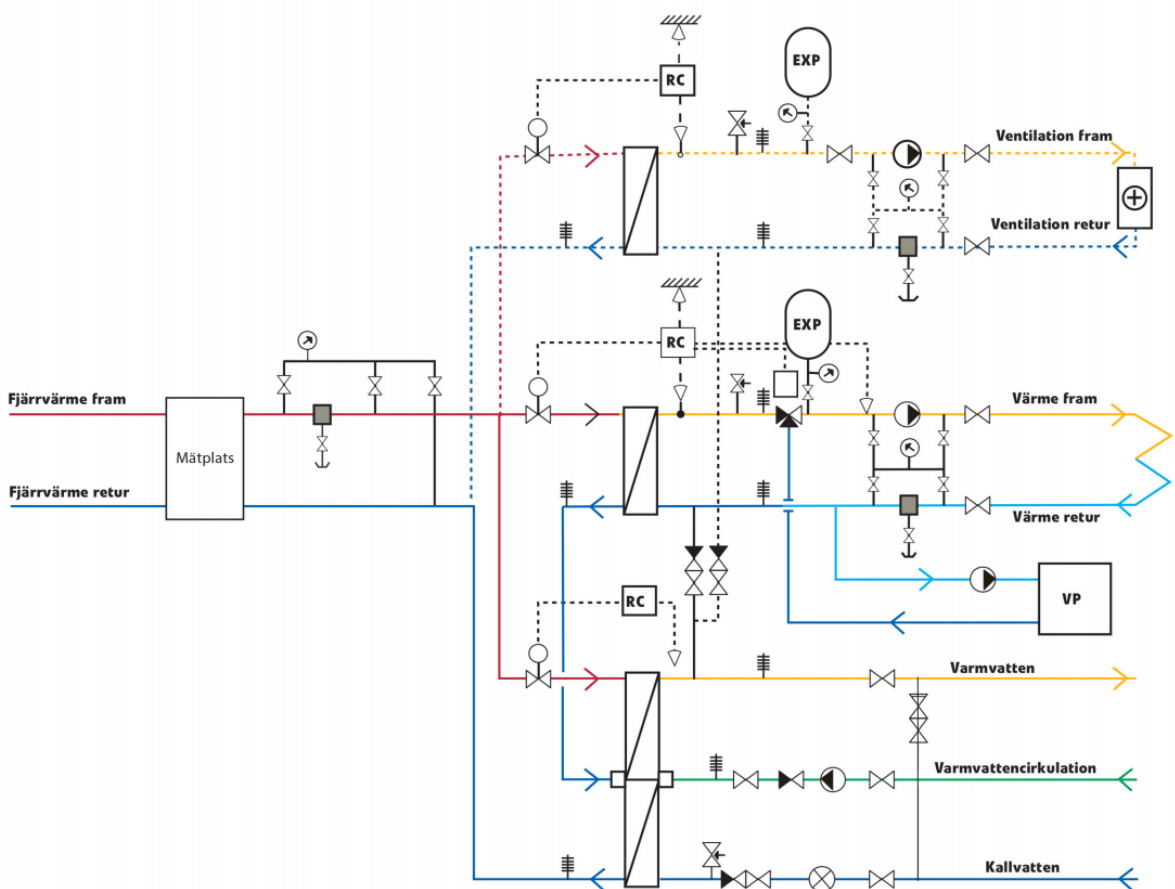 EXP
RC
Ventilation fram
Ventilation retur
EXP
RC
Fjärrvärme fram
Värme fram
Mätplats
Fjärrvärme retur
Värme retur
RC
VP
Varmvatten
Varmvattencirkulation
Kallvatten